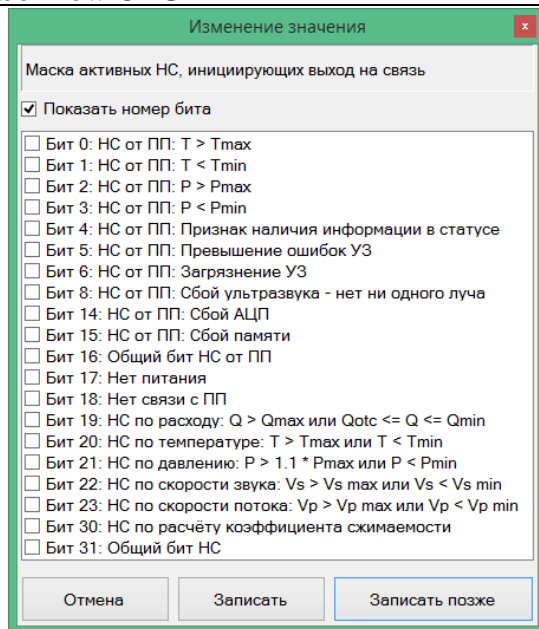 Изменение значения
x
Маска активных НС, инициирующих выход на связь
Показать номер бита
Бит 0: НС от ПП: T > Tmax
Бит 1: НС от ПП: T < Tmin
Бит 2: НС от ПП: P > Pmax
Бит 3: НС от ПП: P < Pmin
Бит 4: НС от ПП: Признак наличия информации в статусе
Бит 5: НС от ПП: Превышение ошибок УЗ
Бит 6: НС от ПП: Загрязнение УЗ
Бит 8: НС от ПП: Сбой ультразвука - нет ни одного луча
Бит 14: НС от ПП: Сбой АЦП
Бит 15: НС от ПП: Сбой памяти
Бит 16: Общий бит НС от ПП
Бит 17: Нет питания
Бит 18: Нет связи с ПП
Бит 19: НС по расходу: Q > Qmax или Qotc <= Q <= Qmin
Бит 20: НС по температуре: T > Tmax или T < Tmin
Бит 21: НС по давлению: P > 1.1 * Pmax или P < Pmin
Бит 22: НС по скорости звука: Vs > Vs max или Vs < Vs min
Бит 23: НС по скорости потока: Vp > Vp max или Vp < Vp min
Бит 30: НС по расчёту коэффициента сжимаемости
Бит 31: Общий бит НС
Отмена
Записать
Записать позже